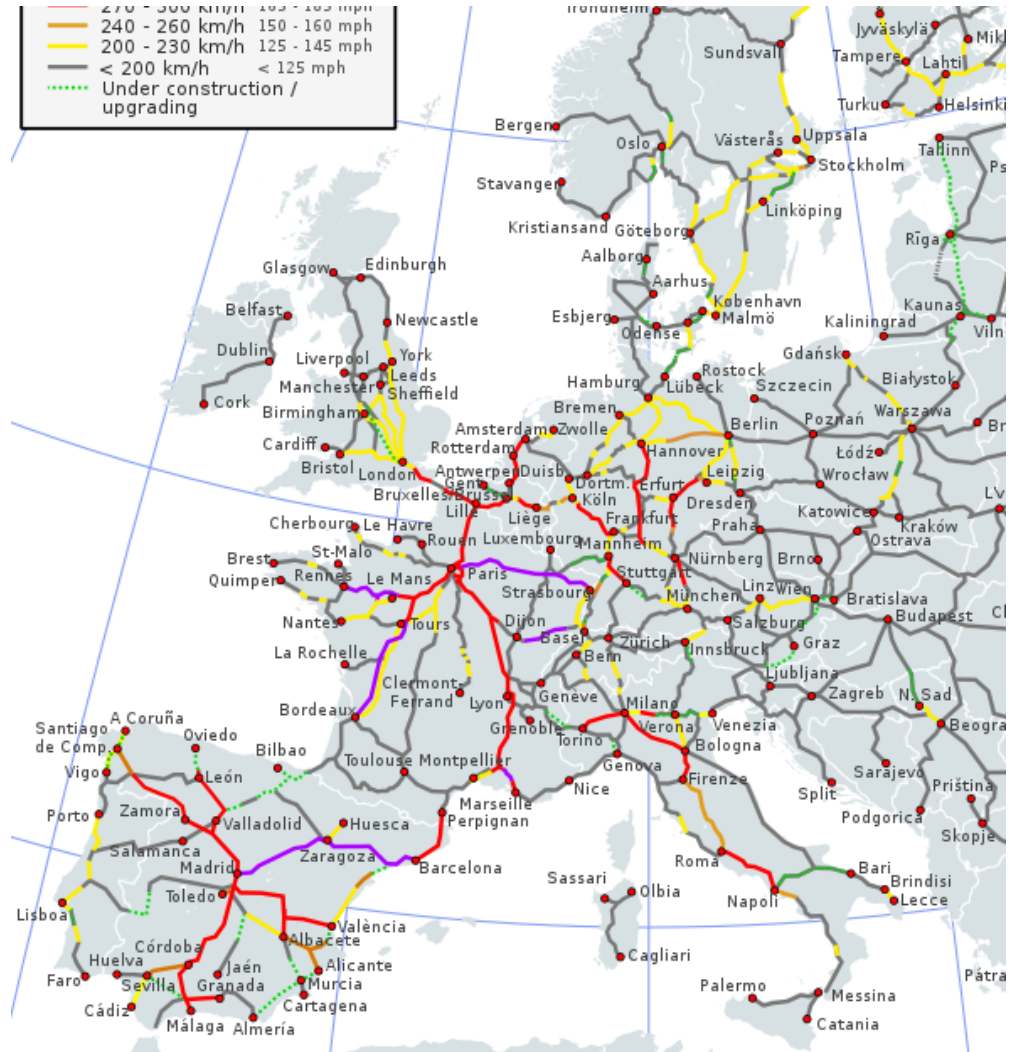 240 - 260 km/h 150 - 160 mph
200 - 230 km/h 125 - 145 mph
< 200 km/h < 125 mph
Under construction /
upgrading
Trondheim
Sundsvall
Jyväskylä
Tampere
Lahti
Turku
Helsinki
Bergen
Oslo
Västerås
Uppsala
Stockholm
Tallinn
Stavanger
Linköping
Kristiansand
Göteborg
Rīga
Aalborg
Aarhus
Glasgow
Edinburgh
København
Malmö
Esbjerg
Odense
Kaunas
Kaliningrad
Belfast
Newcastle
Gdańsk
Dublin
Liverpool
York
Leeds
Manchester
Sheffield
Hamburg
Lübeck
Rostock
Szczecin
Białystok
Cork
Birmingham
Bremen
Poznań
Warszawa
Amsterdam
Zwolle
Berlin
Cardiff
Bristol
London
Rotterdam
Hannover
Łódź
Antwerpen
Duisb.
Dortm.
Leipzig
Gent
Erfurt
Wrocław
Bruxelles/Brussel
Köln
Dresden
Lille
Liège
Frankfurt
Katowice
Kraków
Cherbourg
Le Havre
Luxembourg
Praha
Ostrava
Rouen
Mannheim
Brest
St-Malo
Nürnberg
Brno
Quimper
Rennes
Le Mans
Paris
Stuttgart
Strasbourg
München
Linz
Wien
Bratislava
Nantes
Tours
Dijon
Basel
Zürich
Salzburg
Budapest
La Rochelle
Bern
Innsbruck
Graz
Clermont-
Ferrand
Lyon
Genève
Ljubljana
Zagreb
N.Sad
Bordeaux
Grenoble
Milano
Verona
Venezia
Beogra
A Coruña
Santiago
de Comp.
Oviedo
Bilbao
Torino
Bologna
Vigo
León
Toulouse
Montpellier
Genova
Firenze
Sarajevo
Priština
Split
Porto
Zamora
Valladolid
Huesca
Marseille
Nice
Perpignan
Podgorica
Skopje
Salamanca
Zaragoza
Madrid
Barcelona
Roma
Bari
Toledo
Sassari
Olbia
Napoli
Brindisi
Lecce
Lisboa
València
Albacete
Córdoba
Cagliari
Huelva
Jaén
Alicante
Faro
Sevilla
Granada
Murcia
Cartagena
Cádiz
Málaga
Almería
Palermo
Messina
Catania